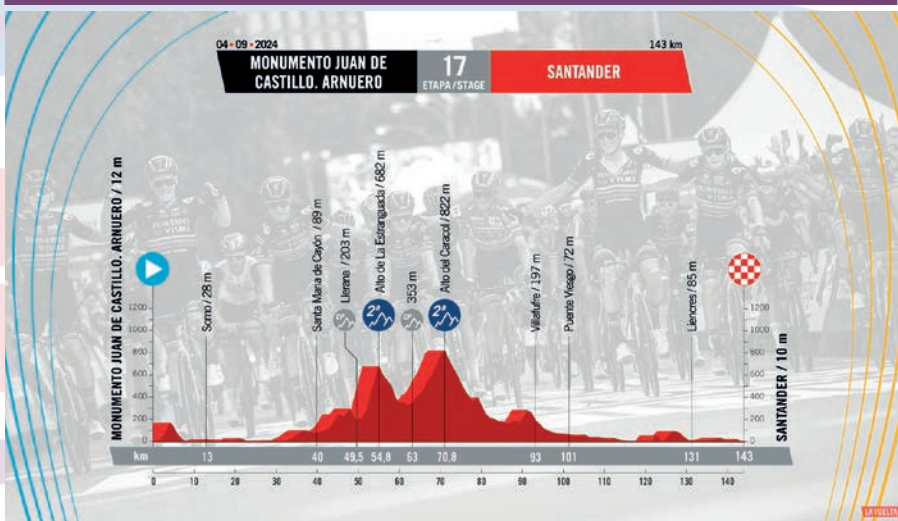 04-09-2024
143 km
MONUMENTO JUAN DE
CASTILLO. ARNUERO
17
ETAPA/STAGE
SANTANDER
MONUMENTO JUAN DE CASTILLO. ARNUERO / 12 m
Somo / 28 m
Santa Maria de Cayón / 89 m
Llerana / 203 m
Alto de La Estranguada / 682 m
353 m
Alto del Caracol / 822 m
Villafufre / 197 m
Puente Viesgo / 72 m
Liencres / 85 m
SANTANDER / 10 m
2ª
2ª
1200
1000
800
600
400
200
0
1200
1000
800
600
400
200
0
km 13 40 49,5 54,8 63 70,8 93 101 131 143
0 10 20 30 40 50 60 70 80 90 100 110 120 130 140
LA VUELTA